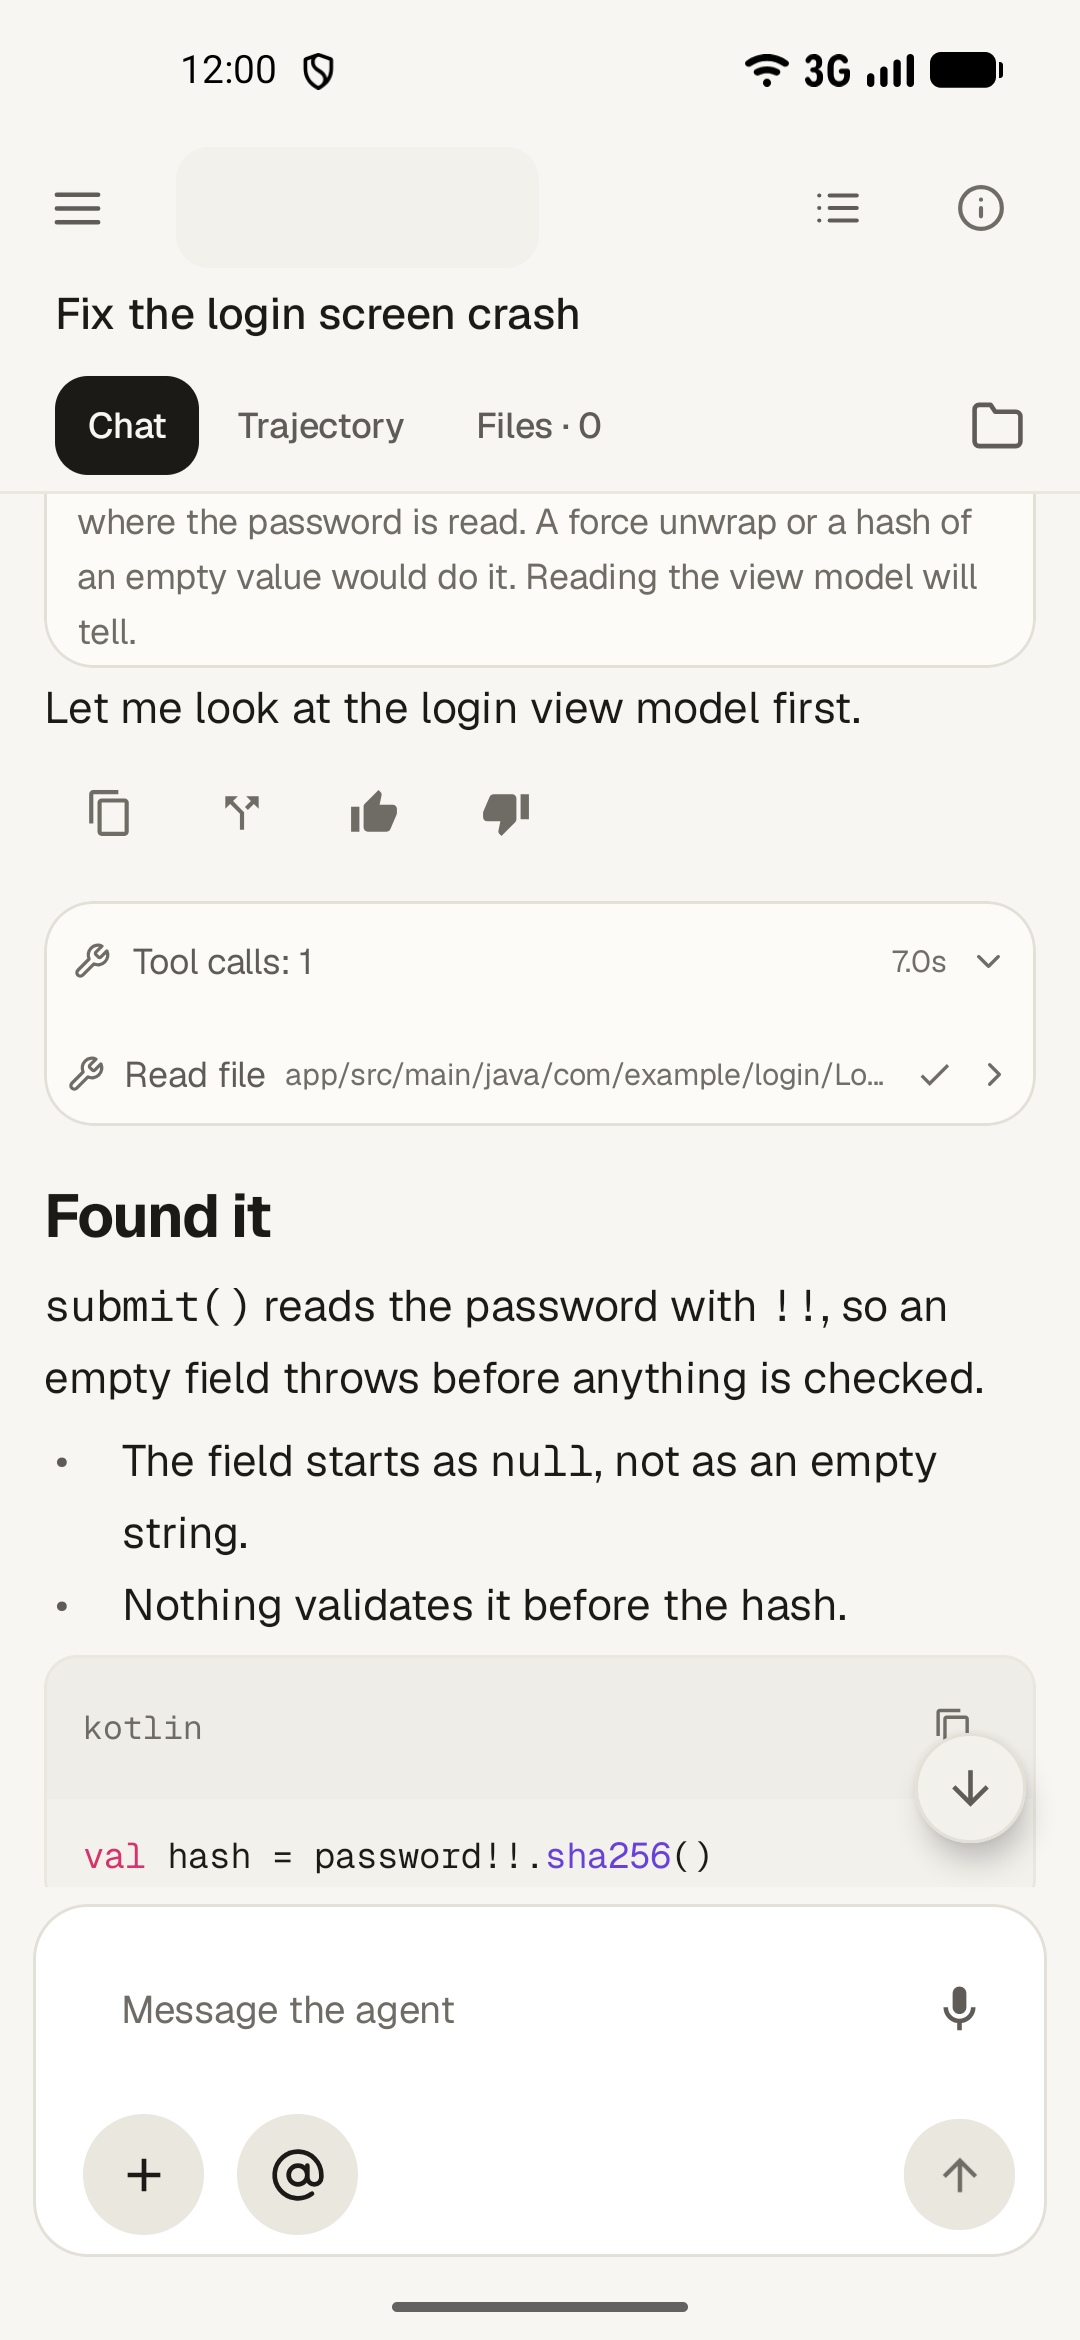 12:00
3G
Fix the login screen crash
Chat
Trajectory
Files · 0
where the password is read. A force unwrap or a hash of
an empty value would do it. Reading the view model will
tell.
Let me look at the login view model first.
Tool calls: 1
7.0s
Read file
app/src/main/java/com/example/login/Lo…
Found it
submit() reads the password with !!, so an
empty field throws before anything is checked.
• The field starts as null, not as an empty
string.
• Nothing validates it before the hash.
kotlin
val hash = password!!.sha256()
Message the agent